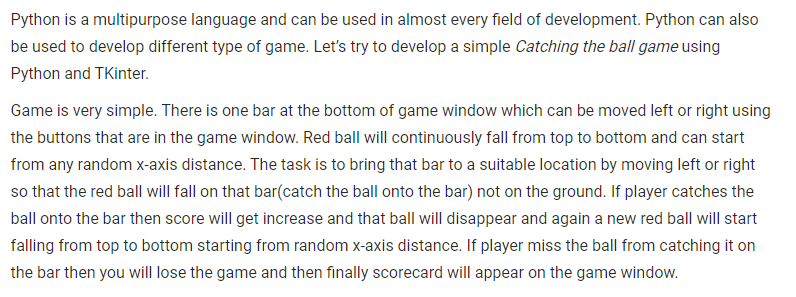 Python is a multipurpose language and can be used in almost every field of development. Python can also
be used to develop different type of game. Let's try to develop a simple Catching the ball game using
Python and TKinter.
Game is very simple. There is one bar at the bottom of game window which can be moved left or right using
the buttons that are in the game window. Red ball will continuously fall from top to bottom and can start
from any random x-axis distance. The task is to bring that bar to a suitable location by moving left or right
so that the red ball will fall on that bar(catch the ball onto the bar) not on the ground. If player catches the
ball onto the bar then score will get increase and that ball will disappear and again a new red ball will start
falling from top to bottom starting from random x-axis distance. If player miss the ball from catching it on
the bar then you will lose the game and then finally scorecard will appear on the game window.